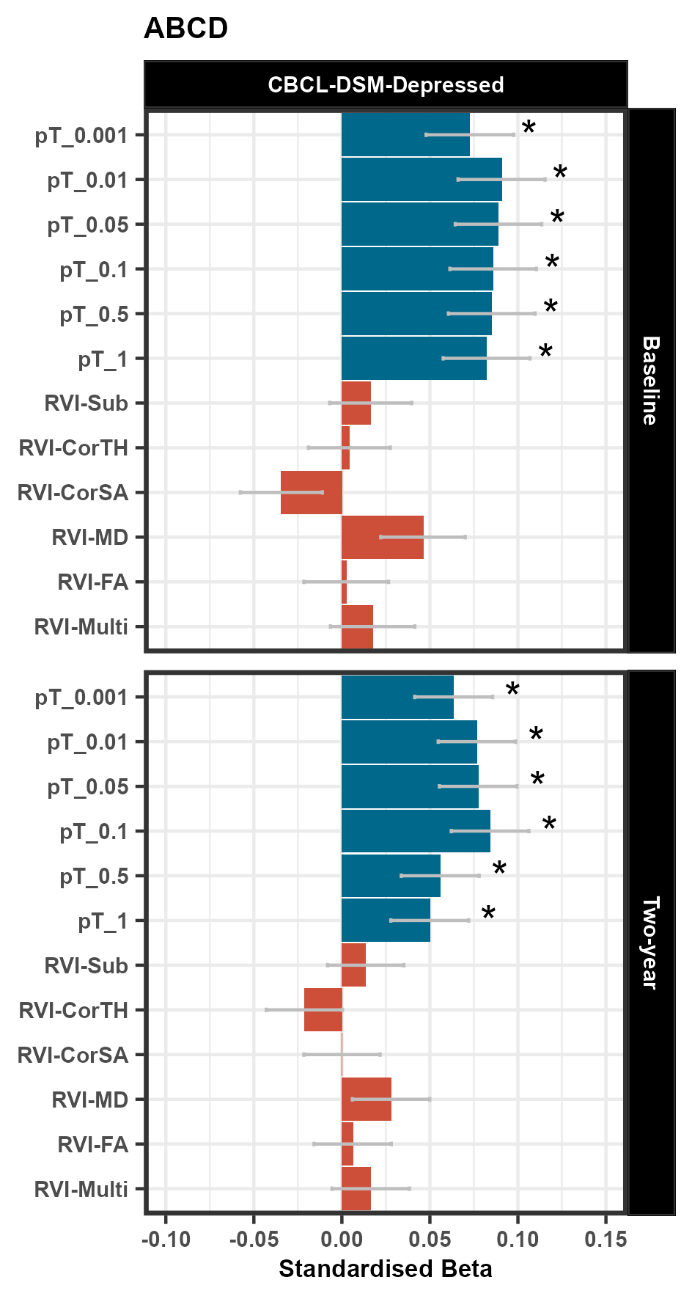 ABCD
CBCL-DSM-Depressed
pT_0.001 *
pT_0.01 *
pT_0.05 *
pT_0.1 *
pT_0.5 *
pT_1 *
RVI-Sub
RVI-CorTH
RVI-CorSA
RVI-MD
RVI-FA
RVI-Multi
Baseline
pT_0.001 *
pT_0.01 *
pT_0.05 *
pT_0.1 *
pT_0.5 *
pT_1 *
RVI-Sub
RVI-CorTH
RVI-CorSA
RVI-MD
RVI-FA
RVI-Multi
Two-year
-0.10 -0.05 0.00 0.05 0.10 0.15
Standardised Beta